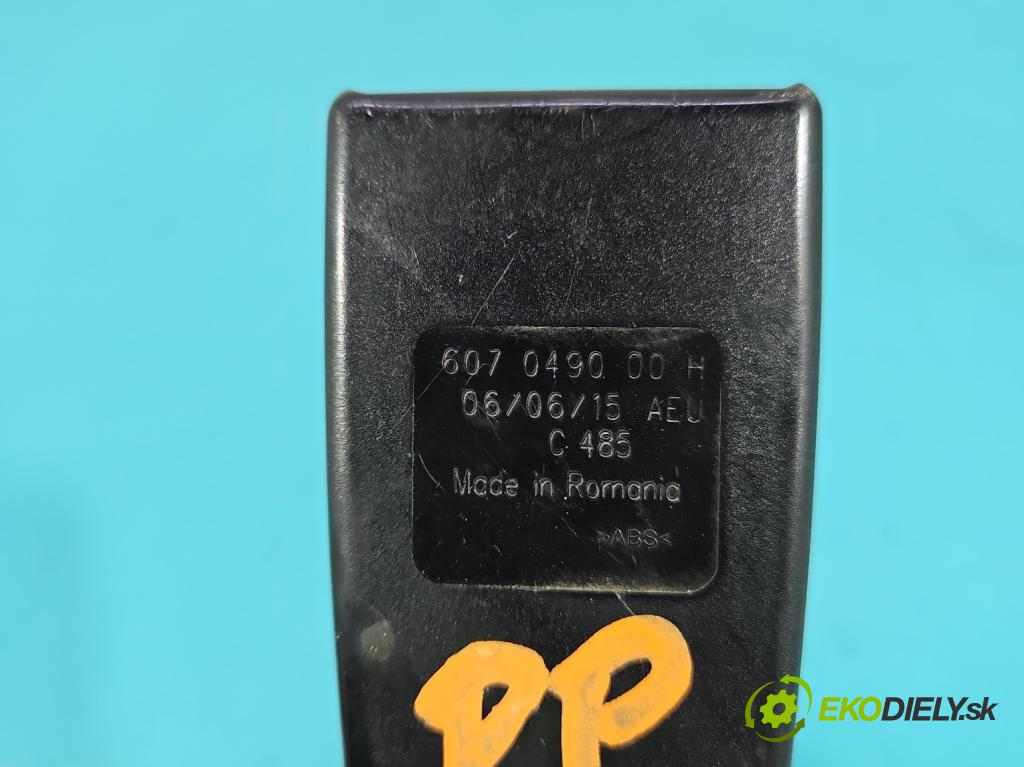 607 0490 00 H
06/06/15 AEU
C 485
Made in Romania
>ABS<
PP
EKODIELY.sk